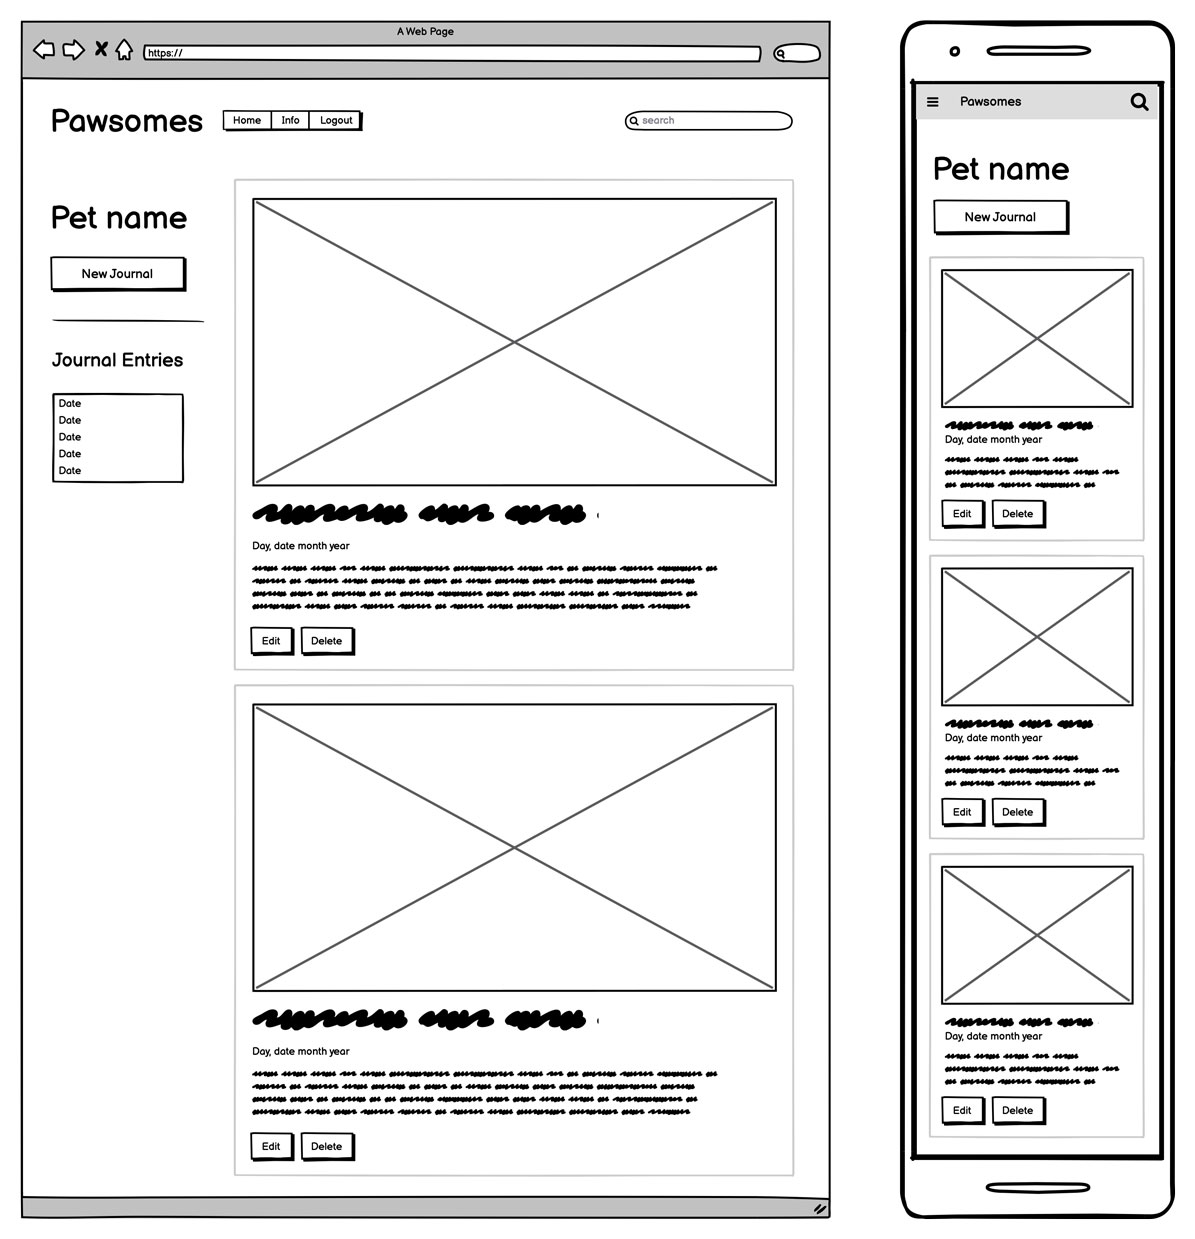 A Web Page
https://
Pawsomes
Home Info Logout
search
Pet name
New Journal
Journal Entries
Date
Date
Date
Date
Date
Day, date month year
Edit Delete
Day, date month year
Edit Delete
Pawsomes
Pet name
New Journal
Day, date month year
Edit Delete
Day, date month year
Edit Delete
Day, date month year
Edit Delete